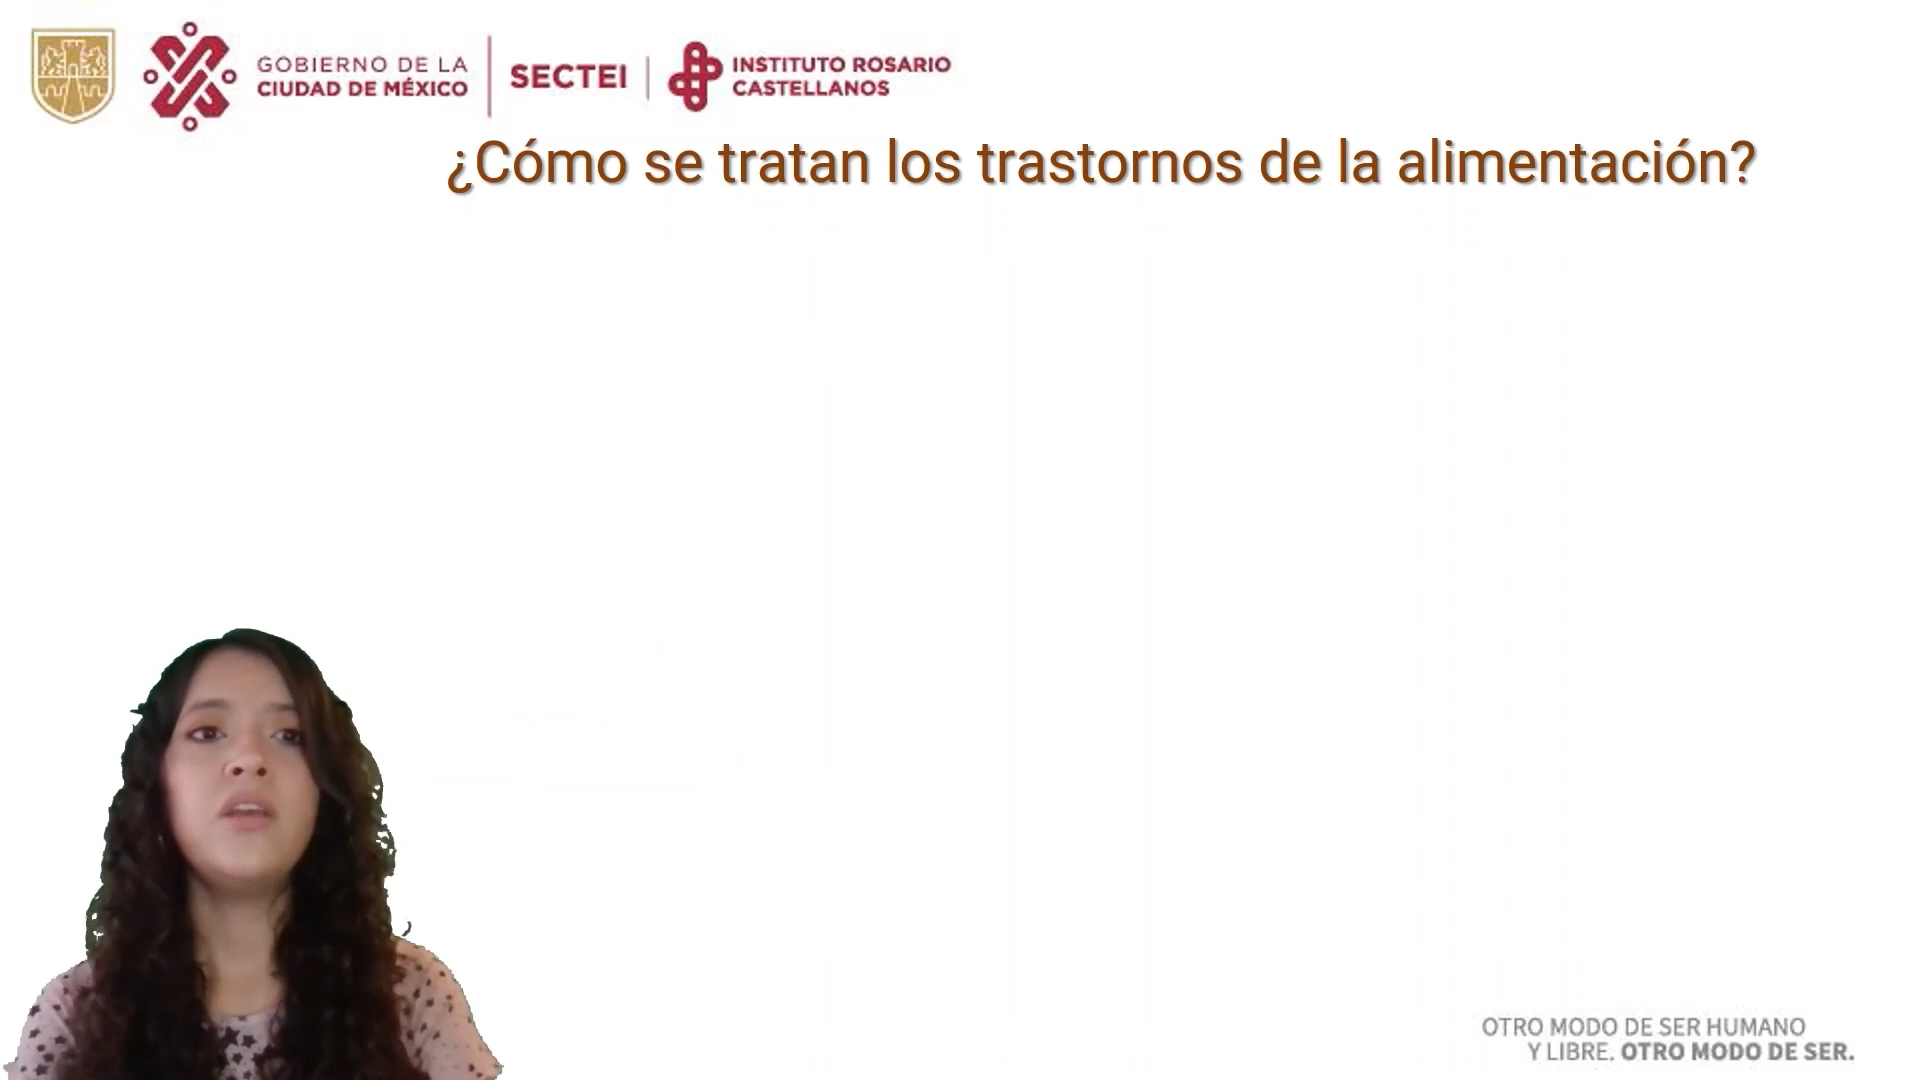 GOBIERNO DE LA
CIUDAD DE MÉXICO
SECTEI
INSTITUTO ROSARIO
CASTELLANOS
¿Cómo se tratan los trastornos de la alimentación?
OTRO MODO DE SER HUMANO
Y LIBRE. OTRO MODO DE SER.